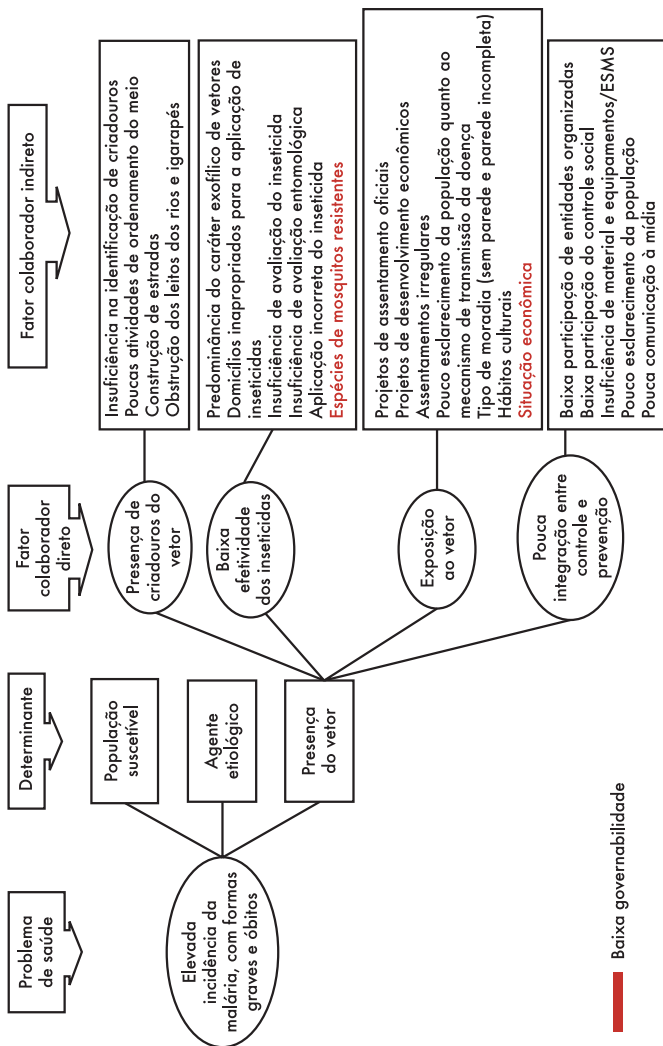 Problema
de saúde
Determinante
Fator
colaborador
direto
Fator colaborador indireto
Elevada
incidência da
malária, com formas
graves e óbitos
População
suscetível
Agente
etiológico
Presença
do vetor
Presença de
criadouros do
vetor
Insuficiência na identificação de criadouros
Poucas atividades de ordenamento do meio
Construção de estradas
Obstrução dos leitos dos rios e igarapés
Baixa
efetividade
dos inseticidas
Predominância do caráter exofílico de vetores
Domicílios inapropriados para a aplicação de
inseticidas
Insuficiência de avaliação do inseticida
Insuficiência de avaliação entomológica
Aplicação incorreta do inseticida
Espécies de mosquitos resistentes
Exposição
ao vetor
Projetos de assentamento oficiais
Projetos de desenvolvimento econômicos
Assentamentos irregulares
Pouco esclarecimento da população quanto ao
mecanismo de transmissão da doença
Tipo de moradia (sem parede e parede incompleta)
Hábitos culturais
Situação econômica
Pouca
integração entre
controle e
prevenção
Baixa participação de entidades organizadas
Baixa participação do controle social
Insuficiência de material e equipamentos/ESMS
Pouco esclarecimento da população
Pouca comunicação à mídia
Baixa governabilidade